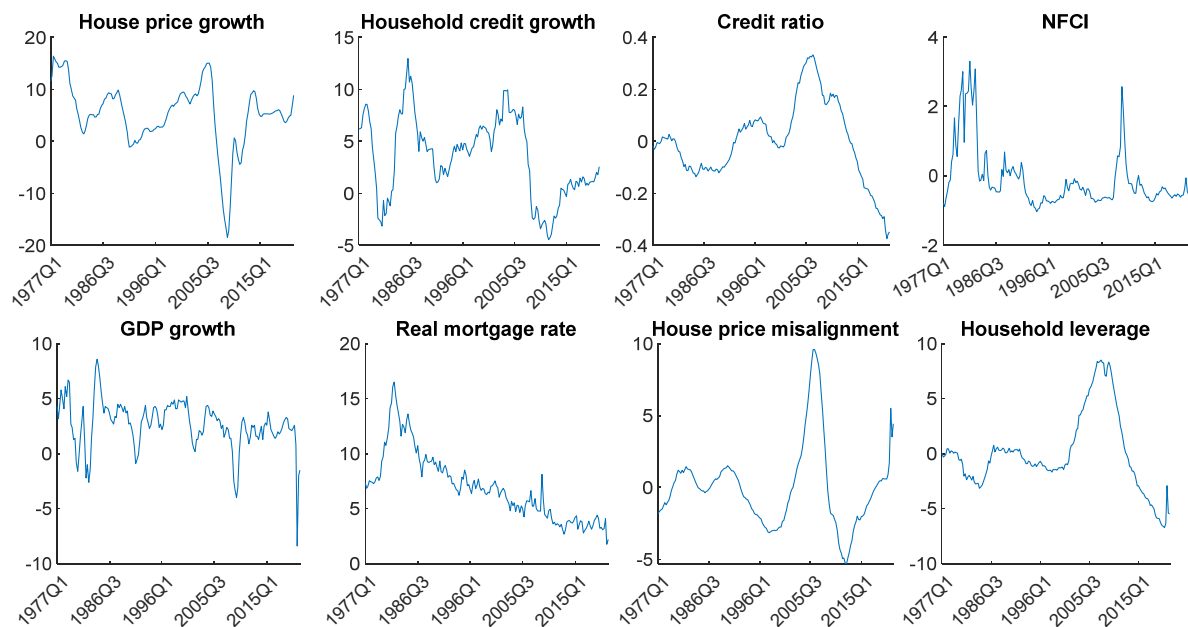 House price growth
20
10
0
-10
-20
1977Q1
1986Q3
1996Q1
2005Q3
2015Q1
Household credit growth
15
10
5
0
-5
1977Q1
1986Q3
1996Q1
2005Q3
2015Q1
Credit ratio
0.4
0.2
0
-0.2
-0.4
1977Q1
1986Q3
1996Q1
2005Q3
2015Q1
NFCI
4
2
0
-2
1977Q1
1986Q3
1996Q1
2005Q3
2015Q1
GDP growth
10
5
0
-5
-10
1977Q1
1986Q3
1996Q1
2005Q3
2015Q1
Real mortgage rate
20
15
10
5
0
1977Q1
1986Q3
1996Q1
2005Q3
2015Q1
House price misalignment
5
0
-5
1977Q1
1986Q3
1996Q1
2005Q3
2015Q1
Household leverage
10
5
0
-5
-10
1977Q1
1986Q3
1996Q1
2005Q3
2015Q1